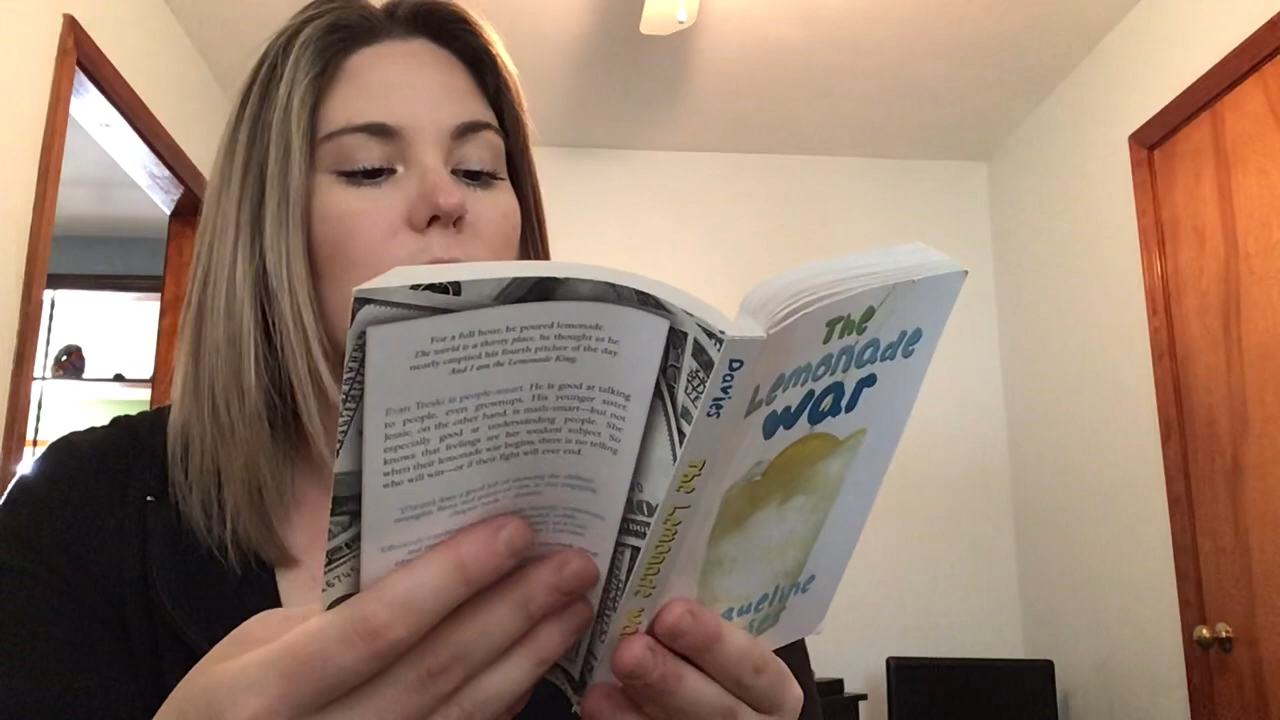 For a full hour, he poured lemonade.
The world is a thirsty place, he thought as he
nearly emptied his fourth pitcher of the day.
And I am the Lemonade King.
Evan Treski is people-smart. He is good at talking
to people, even grownups. His younger sister,
Jessie, on the other hand, is math-smart—but not
especially good at understanding people. She
knows that feelings are her weakest subject. So
when their lemonade war begins, there is no telling
who will win—or if their fight will ever end.
Davies
The Lemonade
The
Lemonade
War